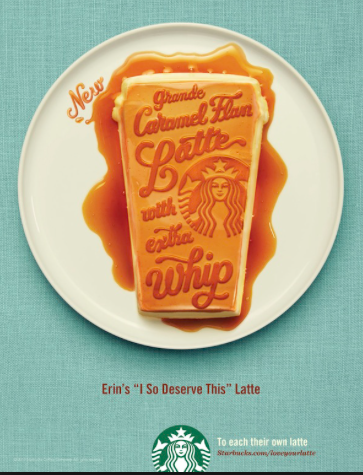 New
Grande
Caramel Flan
Latte
with
extra
Whip
Erin's "I So Deserve This" Latte
To each their own latte
Starbucks.com/iloveyourlatte